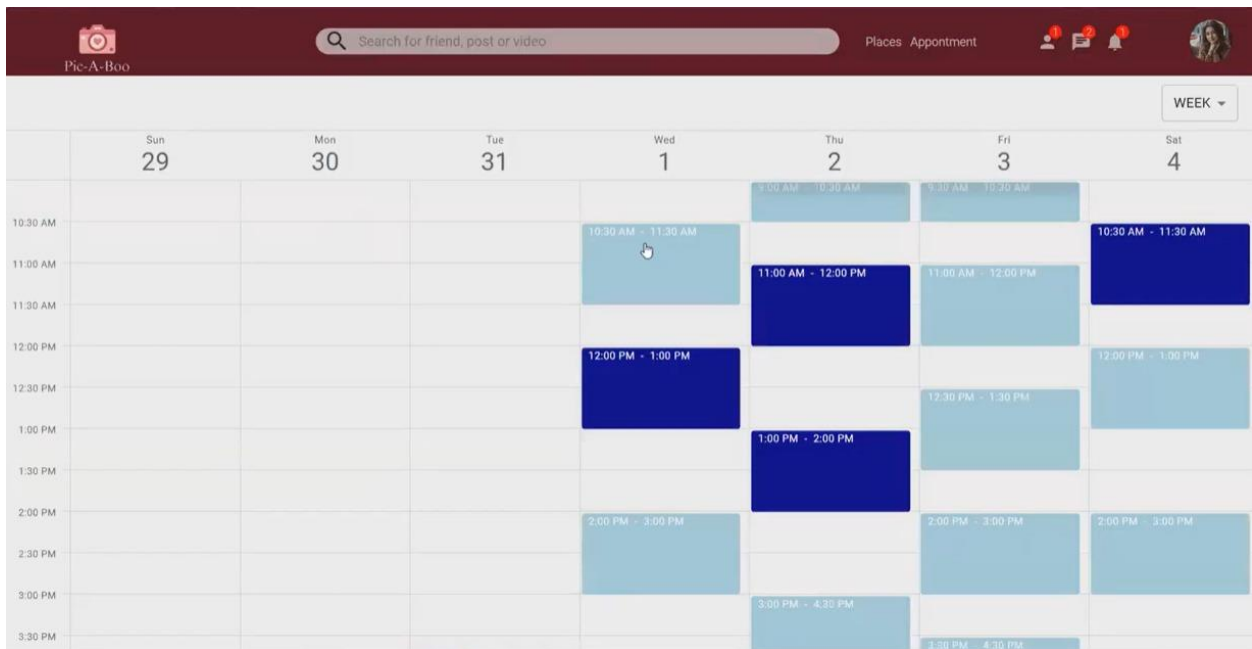 Pic-A-Boo
Search for friend, post or video
Places Appontment
1
2
1
WEEK
Sun Mon Tue Wed Thu Fri Sat
29 30 31 1 2 3 4
9:00 AM - 10:30 AM
9:30 AM - 10:30 AM
10:30 AM
10:30 AM - 11:30 AM
10:30 AM - 11:30 AM
11:00 AM
11:00 AM - 12:00 PM
11:00 AM - 12:00 PM
11:30 AM
12:00 PM
12:00 PM - 1:00 PM
12:00 PM - 1:00 PM
12:30 PM
12:30 PM - 1:30 PM
1:00 PM
1:00 PM - 2:00 PM
1:30 PM
2:00 PM
2:00 PM - 3:00 PM
2:00 PM - 3:00 PM
2:00 PM - 3:00 PM
2:30 PM
3:00 PM
3:00 PM - 4:30 PM
3:30 PM